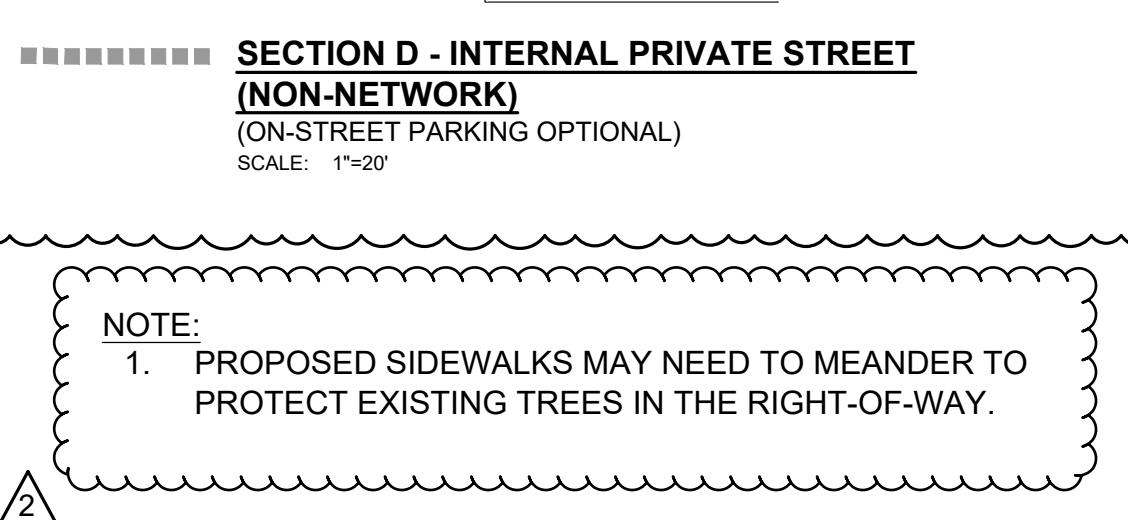 SECTION D - INTERNAL PRIVATE STREET
(NON-NETWORK)
(ON-STREET PARKING OPTIONAL)
SCALE: 1"=20'
NOTE:
1. PROPOSED SIDEWALKS MAY NEED TO MEANDER TO
PROTECT EXISTING TREES IN THE RIGHT-OF-WAY.
2